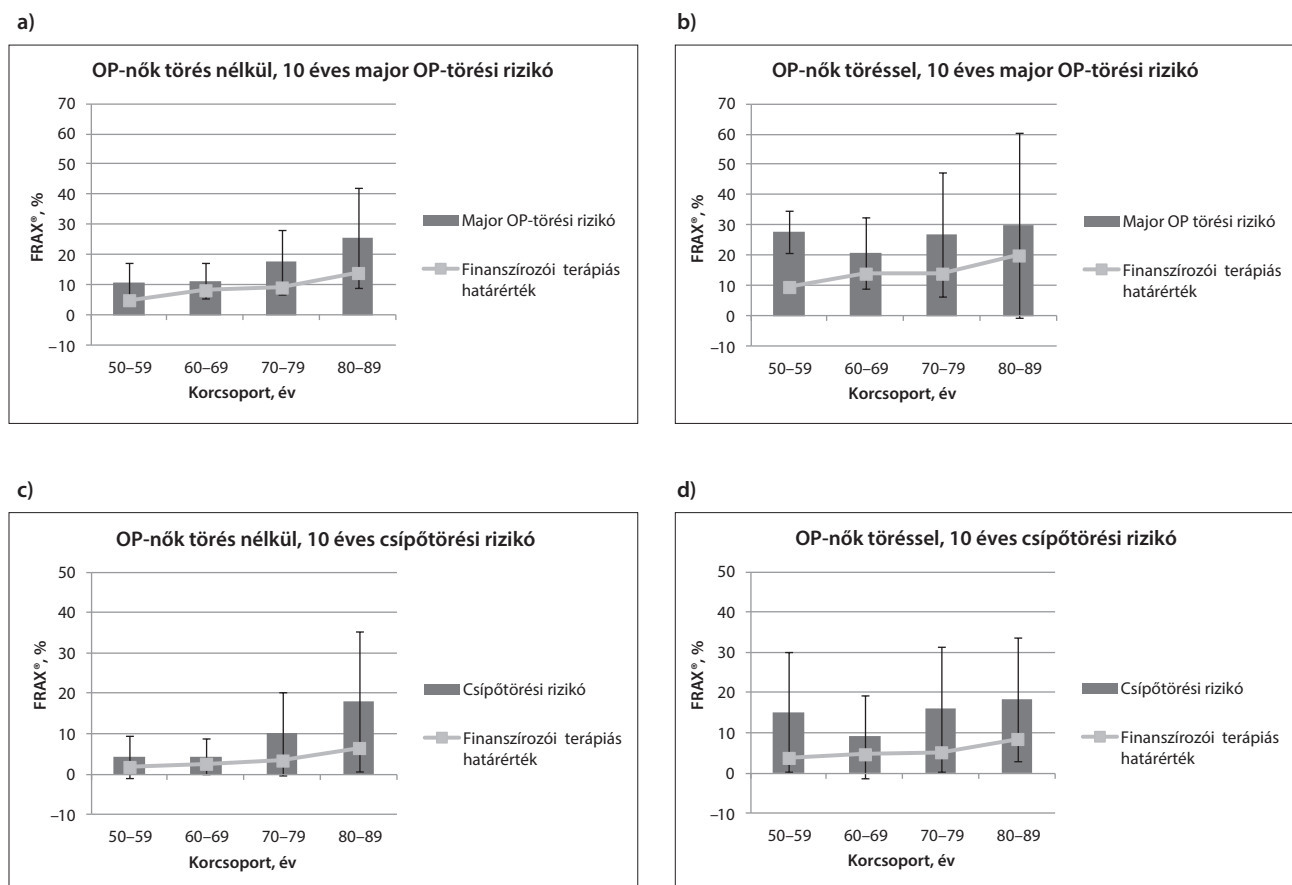 a)
OP-nők törés nélkül, 10 éves major OP-törési rizikó
70
60
50
40
30
20
10
0
–10
FRAX®, %
50–59 60–69 70–79 80–89
Korcsoport, év
Major OP-törési rizikó
Finanszírozói terápiás
határérték
b)
OP-nők töréssel, 10 éves major OP-törési rizikó
70
60
50
40
30
20
10
0
–10
FRAX®, %
50–59 60–69 70–79 80–89
Korcsoport, év
Major OP törési rizikó
Finanszírozói terápiás
határérték
c)
OP-nők törés nélkül, 10 éves csípőtörési rizikó
50
40
30
20
10
0
–10
FRAX®, %
50–59 60–69 70–79 80–89
Korcsoport, év
Csípőtörési rizikó
Finanszírozói terápiás
határérték
d)
OP-nők töréssel, 10 éves csípőtörési rizikó
50
40
30
20
10
0
–10
FRAX®, %
50–59 60–69 70–79 80–89
Korcsoport, év
Csípőtörési rizikó
Finanszírozói terápiás
határérték